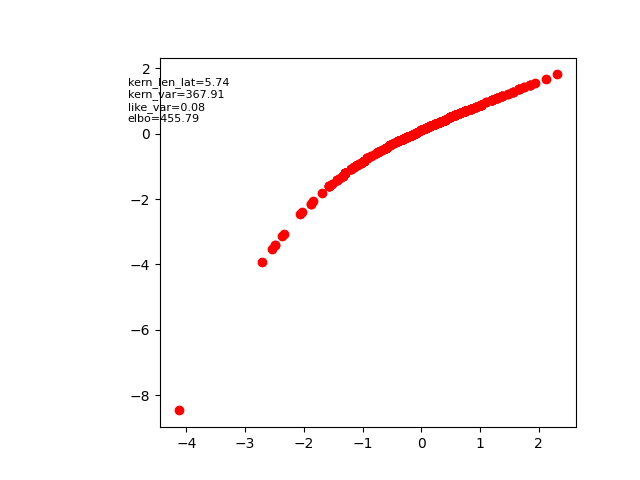 kern_len_lat=5.74
kern_var=367.91
like_var=0.08
elbo=455.79
2
0
−2
−4
−6
−8
−4 −3 −2 −1 0 1 2